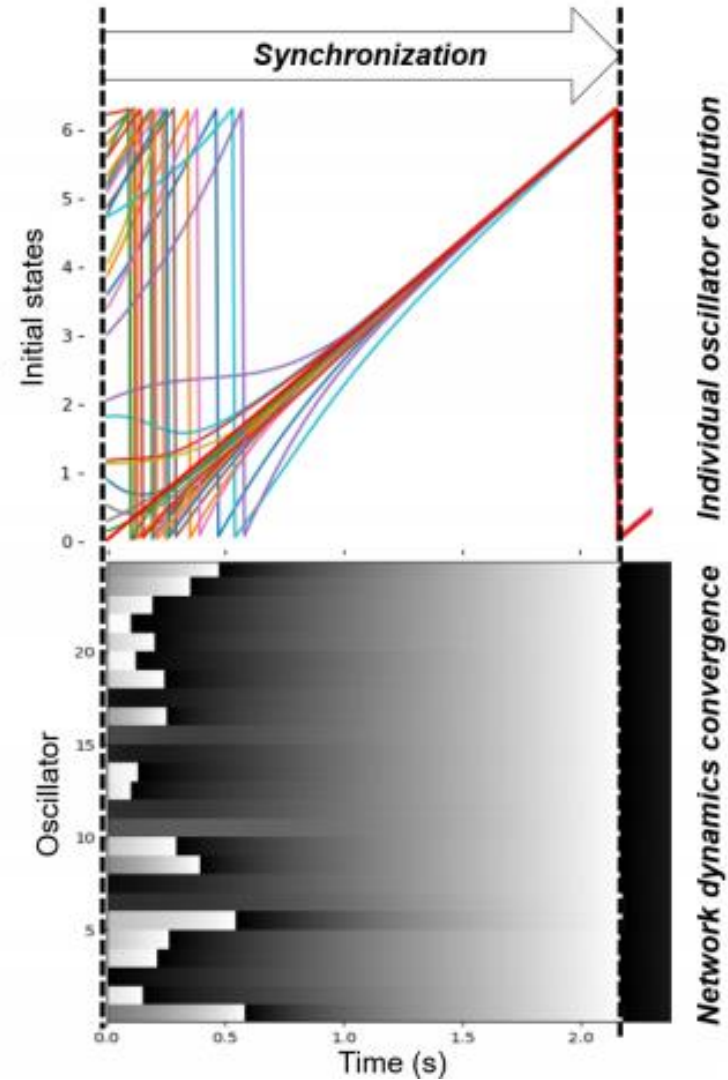 Synchronization
6 -
5 -
4 -
3 -
2 -
1 -
0 -
Initial states
Individual oscillator evolution
20
15
10
5
Oscillator
Network dynamics convergence
0.0 0.5 1.0 1.5 2.0
Time (s)